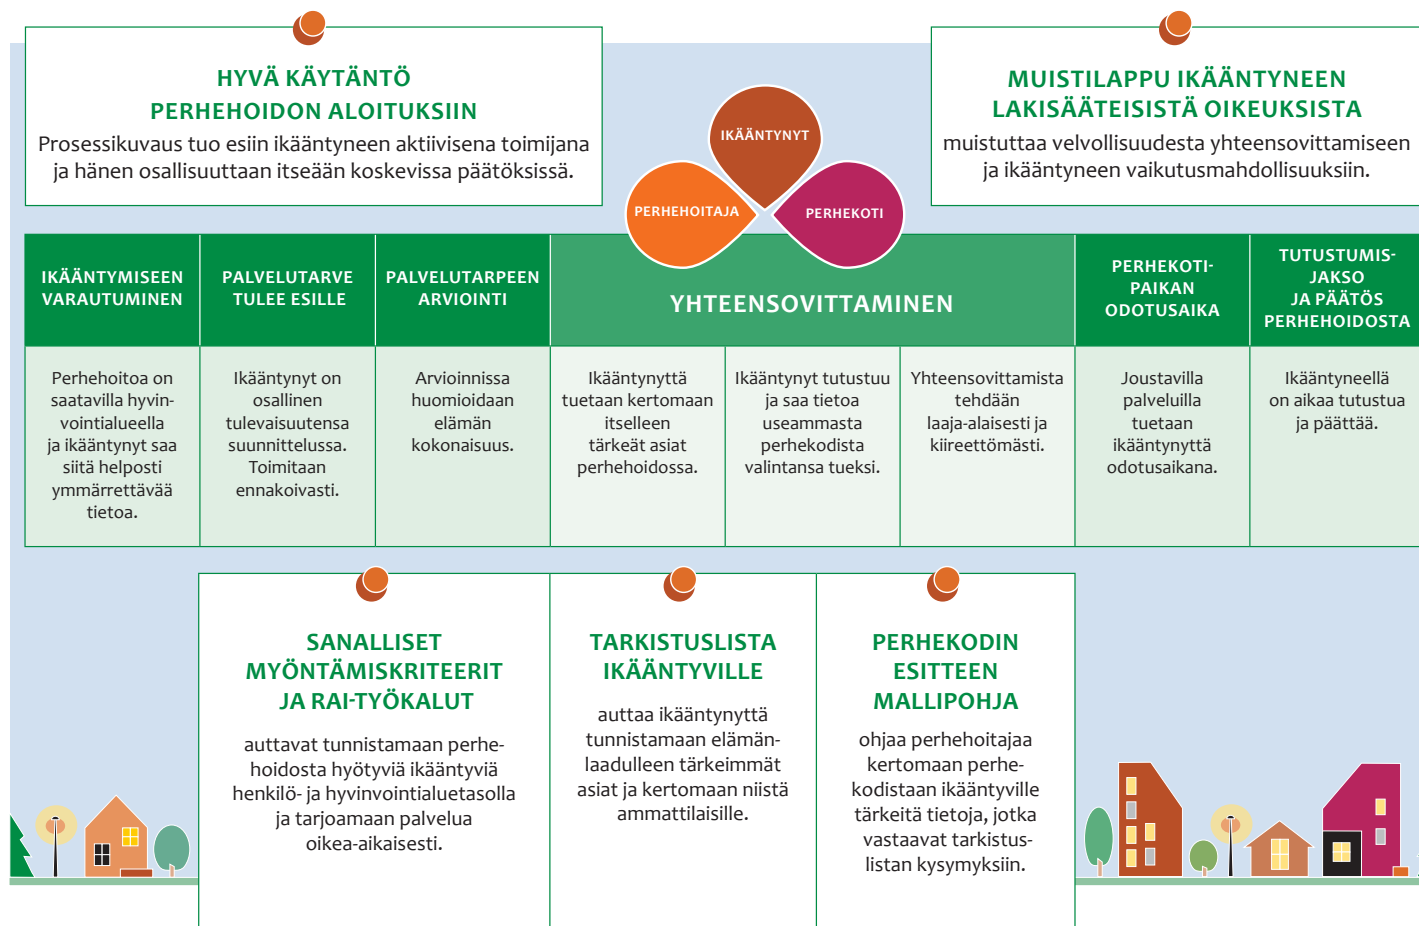 HYVÄ KÄYTÄNTÖ
PERHEHOIDON ALOITUKSIIN
Prosessikuvaus tuo esiin ikääntyneen aktiivisena toimijana
ja hänen osallisuuttaan itseään koskevissa päätöksissä.
IKÄÄNTYNYT
PERHEHOITAJA
PERHEKOTI
MUISTILAPPU IKÄÄNTYNEEN
LAKISÄÄTEISISTÄ OIKEUKSISTA
muistuttaa velvollisuudesta yhteensovittamiseen
ja ikääntyneen vaikutusmahdollisuuksiin.
IKÄÄNTYMISEEN
VARAUTUMINEN
PALVELUTARVE
TULEE ESILLE
PALVELUTARPEEN
ARVIOINTI
YHTEENSOVITTAMINEN
PERHEKOTI-
PAIKAN
ODOTUSAIKA
TUTUSTUMIS-
JAKSO
JA PÄÄTÖS
PERHEHOIDOSTA
Perhehoitoa on
saatavilla hyvin-
vointialueella
ja ikääntynyt saa
siitä helposti
ymmärrettävää
tietoa.
Ikääntynyt on
osallinen
tulevaisuutensa
suunnittelussa.
Toimitaan
ennakoivasti.
Arvioinnissa
huomioidaan
elämän
kokonaisuus.
Ikääntynyttä
tuetaan kertomaan
itselleen
tärkeät asiat
perhehoidossa.
Ikääntynyt tutustuu
ja saa tietoa
useammasta
perhekodista
valintansa tueksi.
Yhteensovittamista
tehdään
laaja-alaisesti ja
kiireettömästi.
Joustavilla
palveluilla
tuetaan
ikääntynyttä
odotusaikana.
Ikääntyneellä
on aikaa tutustua
ja päättää.
SANALLISET
MYÖNTÄMISKRITEERIT
JA RAI-TYÖKALUT
auttavat tunnistamaan perhe-
hoidosta hyötyviä ikääntyviä
henkilö- ja hyvinvointialuetasolla
ja tarjoamaan palvelua
oikea-aikaisesti.
TARKISTUSLISTA
IKÄÄNTYVILLE
auttaa ikääntynyttä
tunnistamaan elämän-
laadulleen tärkeimmät
asiat ja kertomaan niistä
ammattilaisille.
PERHEKODIN
ESITTEEN
MALLIPOHJA
ohjaa perhehoitajaa
kertomaan perhe-
kodistaan ikääntyville
tärkeitä tietoja, jotka
vastaavat tarkistus-
listan kysymyksiin.